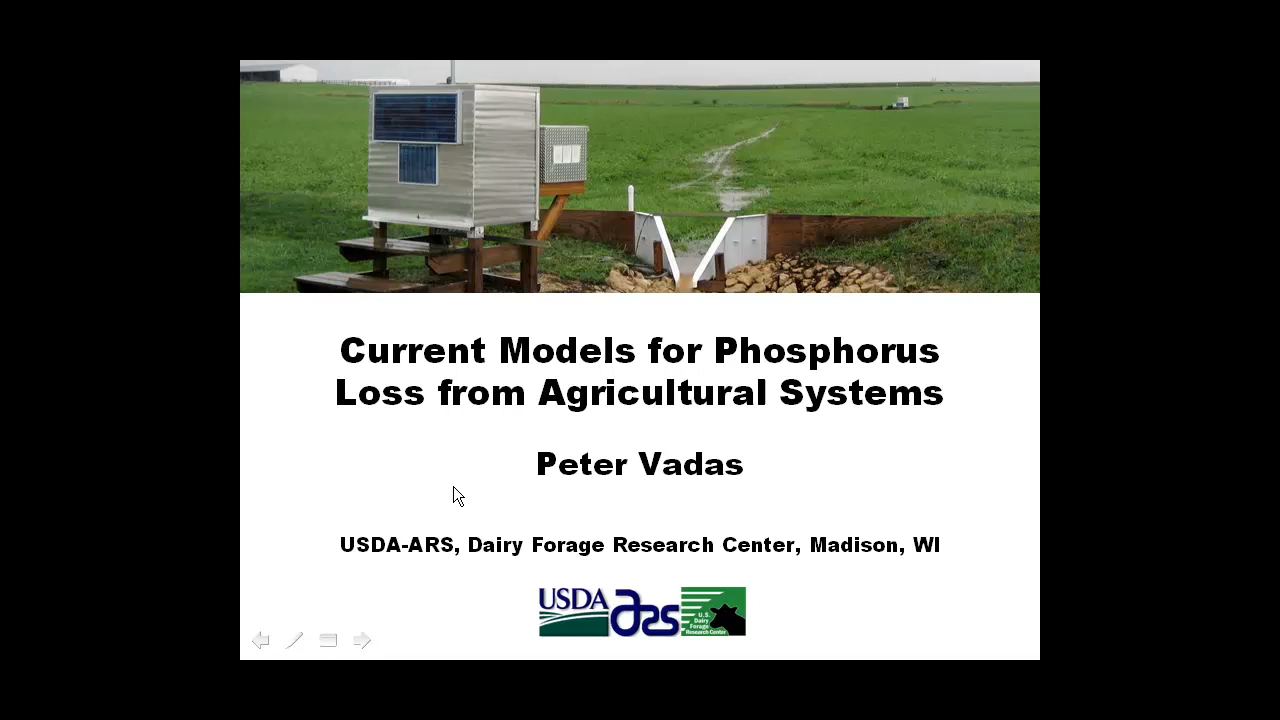 Current Models for Phosphorus
Loss from Agricultural Systems
Peter Vadas
USDA-ARS, Dairy Forage Research Center, Madison, WI
USDA
ars
U.S.
Dairy
Forage
Research Center